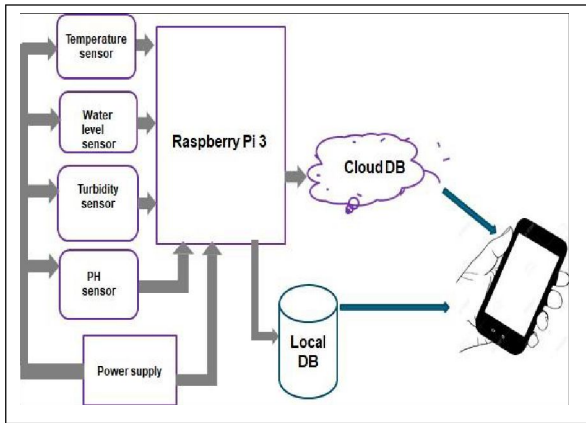 Temperature
sensor
Water
level
sensor
Turbidity
sensor
PH
sensor
Power supply
Raspberry Pi 3
Cloud DB
Local
DB